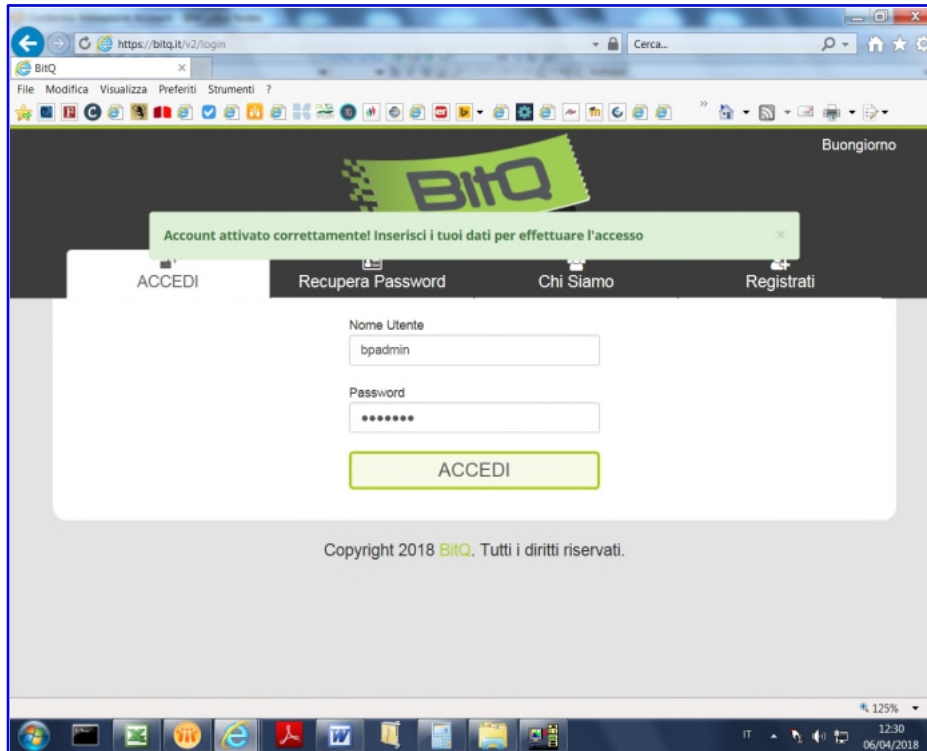 https://bitq.it/v2/login
Cerca...
BitQ
File Modifica Visualizza Preferiti Strumenti ?
Buongiorno
BitQ
Account attivato correttamente! Inserisci i tuoi dati per effettuare l'accesso
ACCEDI
Recupera Password
Chi Siamo
Registrati
Nome Utente
bpadmin
Password
ACCEDI
Copyright 2018 BitQ. Tutti i diritti riservati.
125%
IT
12:30
06/04/2018